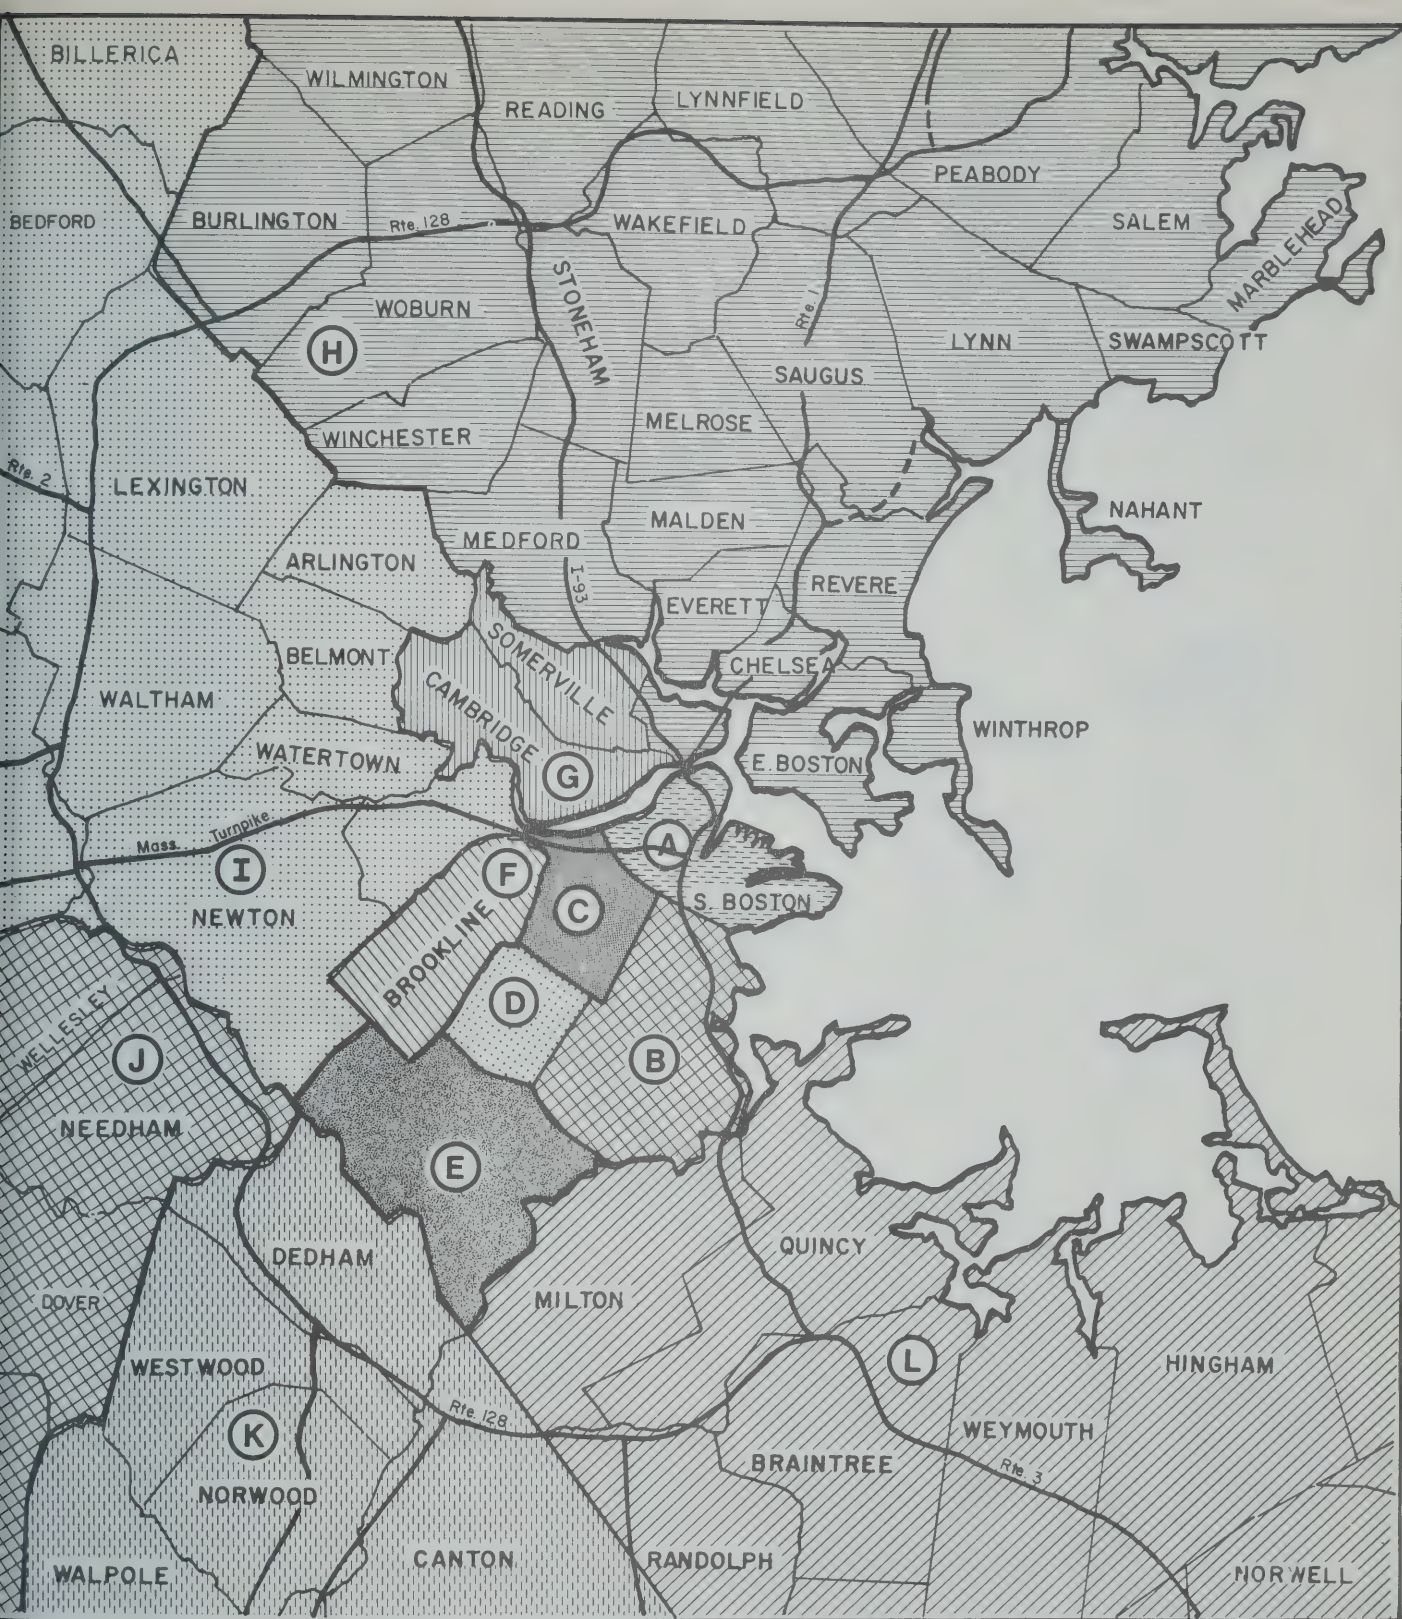 BILLERICA
WILMINGTON
READING
LYNNFIELD
PEABODY
BEDFORD
BURLINGTON
Rte. 128
WAKEFIELD
SALEM
MARBLEHEAD
STONEHAM
WOBURN
Rte. 1
H
LYNN
SWAMPSCOTT
SAUGUS
MELROSE
WINCHESTER
Rte. 2
LEXINGTON
NAHANT
MALDEN
MEDFORD
ARLINGTON
I-93
REVERE
EVERETT
SOMERVILLE
BELMONT
CHELSEA
CAMBRIDGE
WALTHAM
WINTHROP
WATERTOWN
G
E. BOSTON
Mass. Turnpike
A
I
F
S. BOSTON
C
NEWTON
BROOKLINE
D
WELLESLEY
J
B
NEEDHAM
E
QUINCY
DEDHAM
DOVER
MILTON
L
WESTWOOD
HINGHAM
Rte. 128
K
WEYMOUTH
BRAINTREE
Rte. 3
NORWOOD
CANTON
RANDOLPH
WALPOLE
NORWELL